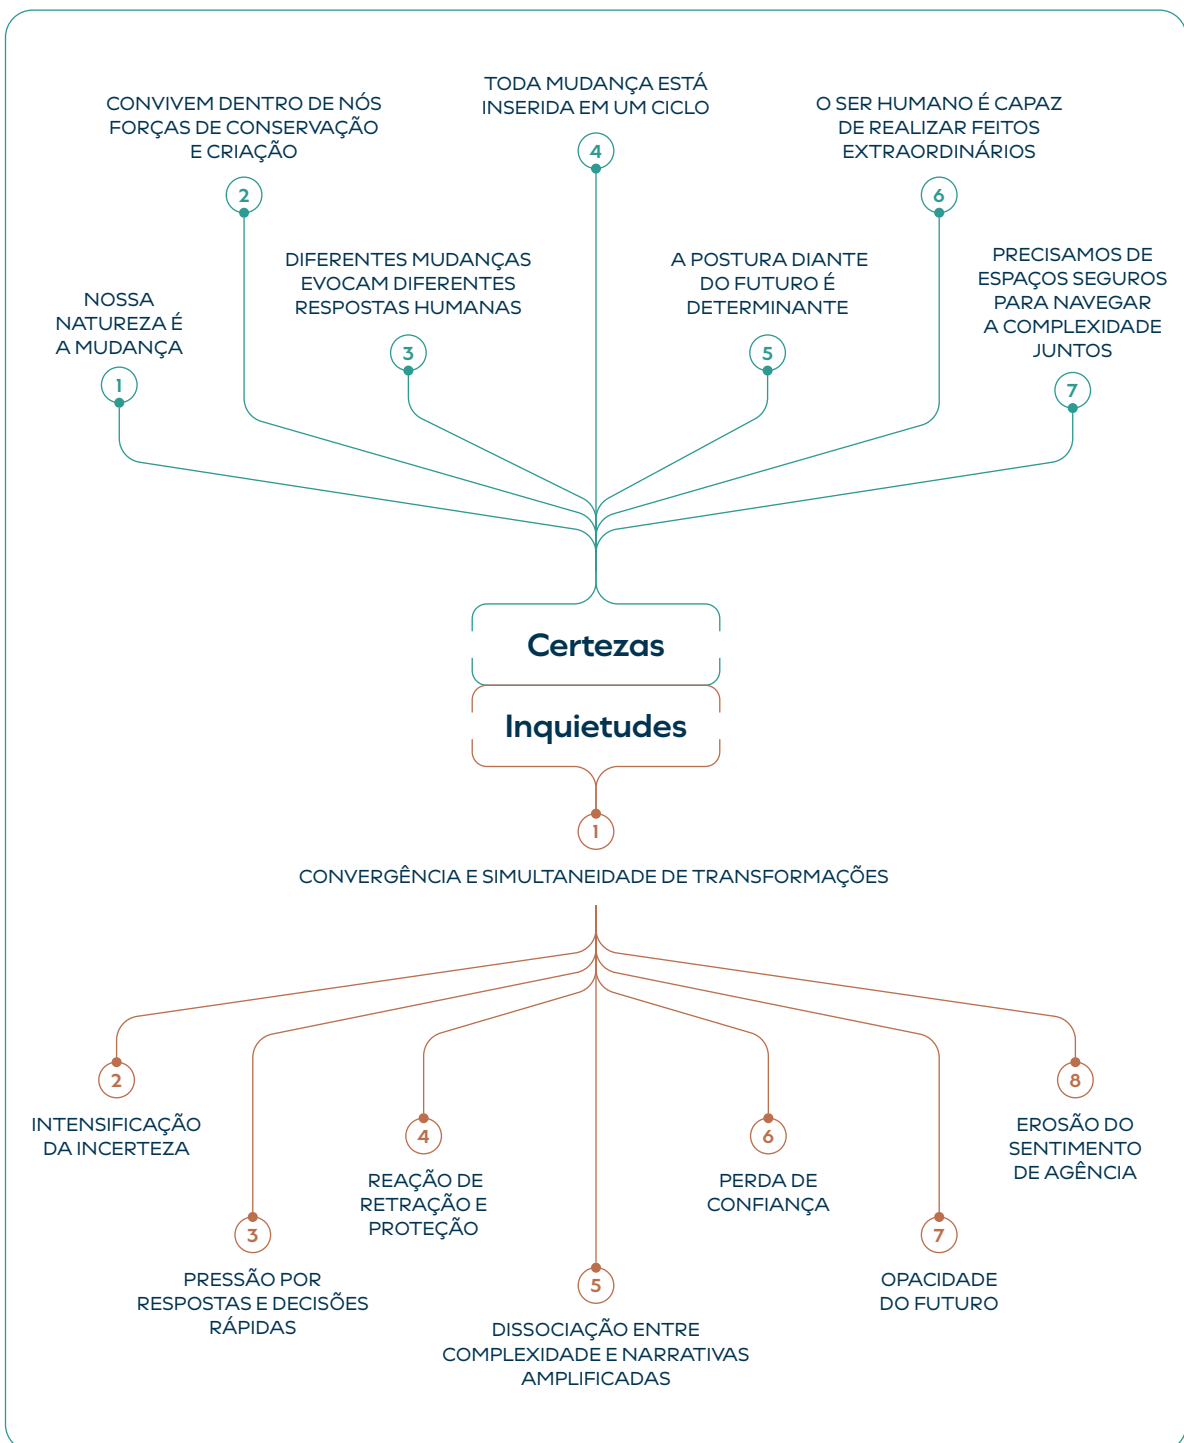 NOSSA
NATUREZA É
A MUDANÇA
1
CONVIVEM DENTRO DE NÓS
FORÇAS DE CONSERVAÇÃO
E CRIAÇÃO
2
DIFERENTES MUDANÇAS
EVOCAM DIFERENTES
RESPOSTAS HUMANAS
3
TODA MUDANÇA ESTÁ
INSERIDA EM UM CICLO
4
A POSTURA DIANTE
DO FUTURO É
DETERMINANTE
5
O SER HUMANO É CAPAZ
DE REALIZAR FEITOS
EXTRAORDINÁRIOS
6
PRECISAMOS DE
ESPAÇOS SEGUROS
PARA NAVEGAR
A COMPLEXIDADE
JUNTOS
7
Certezas
Inquietudes
1
CONVERGÊNCIA E SIMULTANEIDADE DE TRANSFORMAÇÕES
2
INTENSIFICAÇÃO
DA INCERTEZA
3
PRESSÃO POR
RESPOSTAS E DECISÕES
RÁPIDAS
4
REAÇÃO DE
RETRAÇÃO E
PROTEÇÃO
5
DISSOCIAÇÃO ENTRE
COMPLEXIDADE E NARRATIVAS
AMPLIFICADAS
6
PERDA DE
CONFIANÇA
7
OPACIDADE
DO FUTURO
8
EROSÃO DO
SENTIMENTO
DE AGÊNCIA